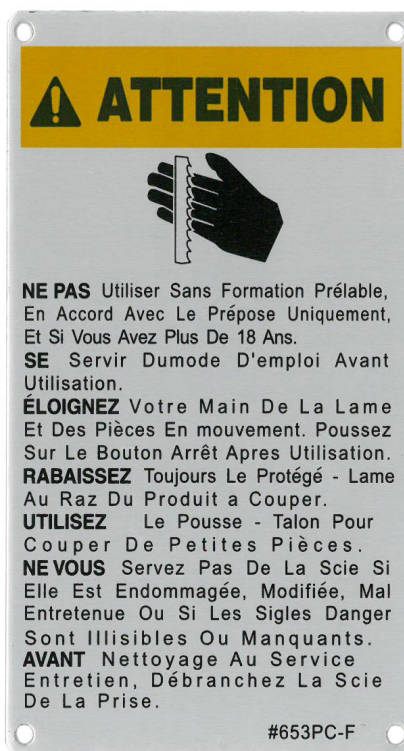 ATTENTION
NE PAS Utiliser Sans Formation Prélable,
En Accord Avec Le Prépose Uniquement,
Et Si Vous Avez Plus De 18 Ans.
SE Servir Dumode D'emploi Avant
Utilisation.
ÉLOIGNEZ Votre Main De La Lame
Et Des Pièces En mouvement. Poussez
Sur Le Bouton Arrêt Apres Utilisation.
RABAISSEZ Toujours Le Protégé - Lame
Au Raz Du Produit a Couper.
UTILISEZ Le Pousse - Talon Pour
Couper De Petites Pièces.
NE VOUS Servez Pas De La Scie Si
Elle Est Endommagée, Modifiée, Mal
Entretenue Ou Si Les Sigles Danger
Sont Illisibles Ou Manquants.
AVANT Nettoyage Au Service
Entretien, Débranchez La Scie
De La Prise.
#653PC-F